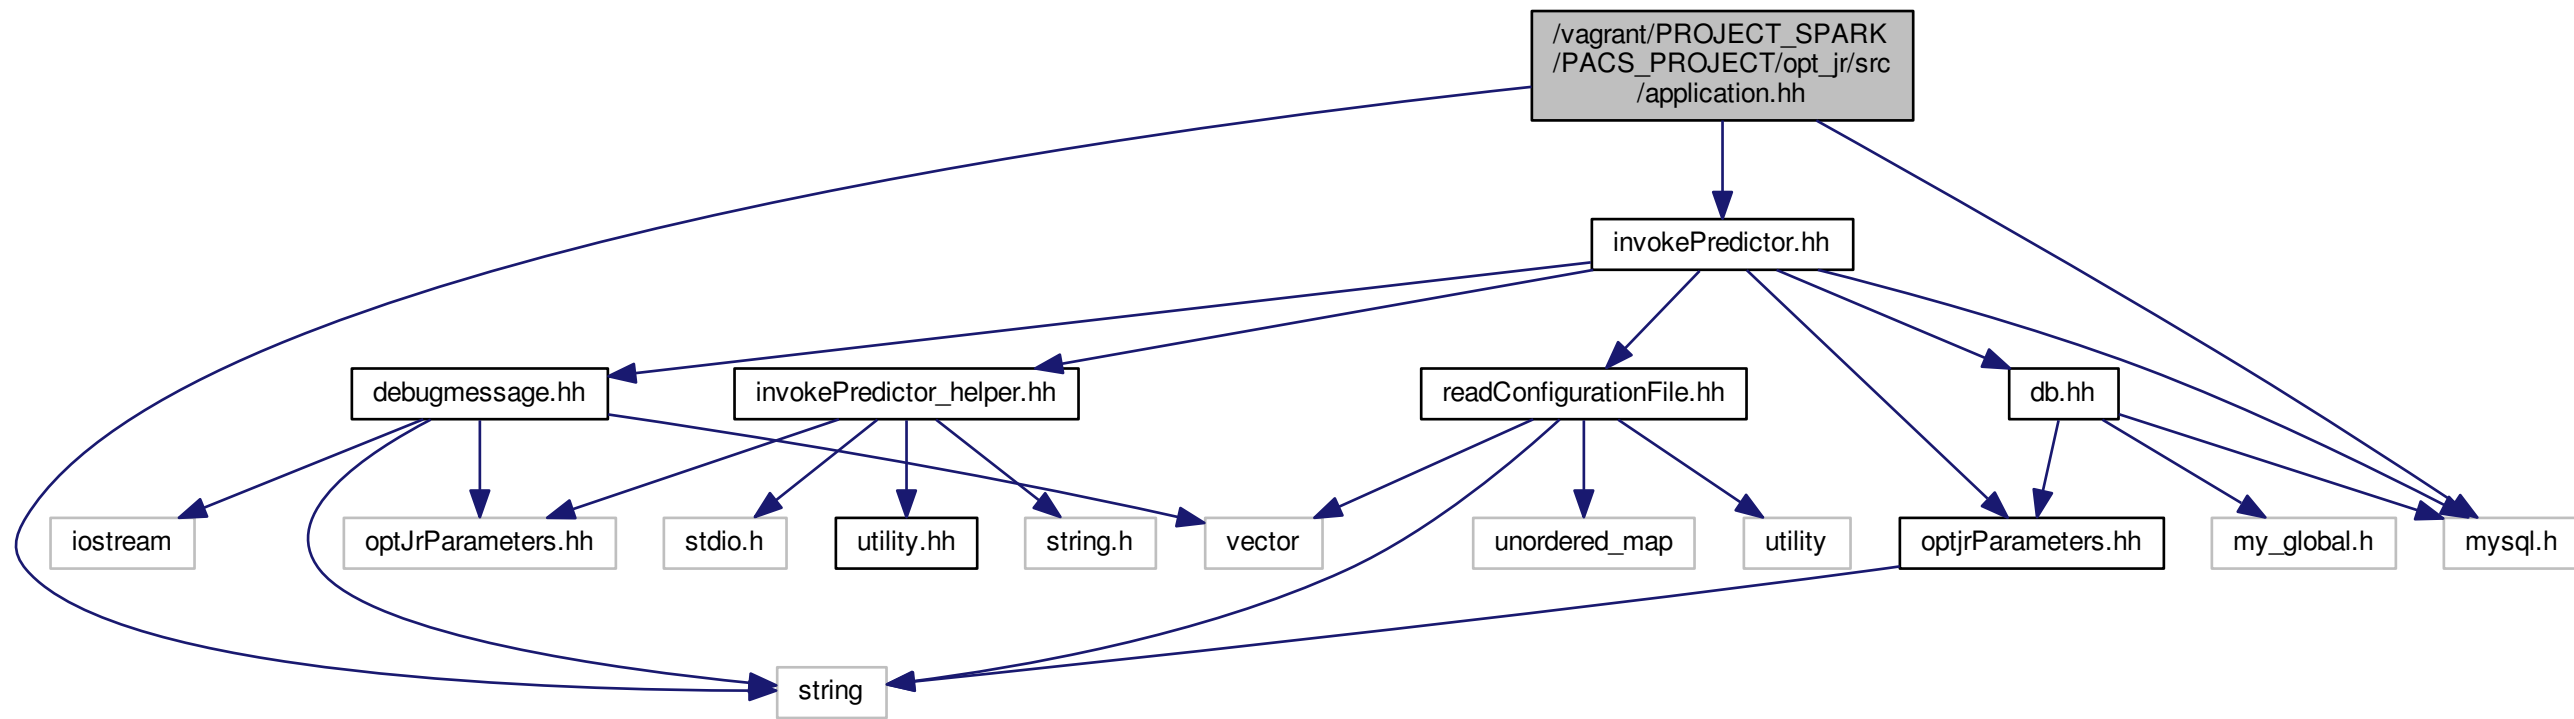 /vagrant/PROJECT_SPARK
/PACS_PROJECT/opt_jr/src
/application.hh
invokePredictor.hh
debugmessage.hh
invokePredictor_helper.hh
readConfigurationFile.hh
db.hh
iostream
optJrParameters.hh
stdio.h
utility.hh
string.h
vector
unordered_map
utility
optjrParameters.hh
my_global.h
mysql.h
string